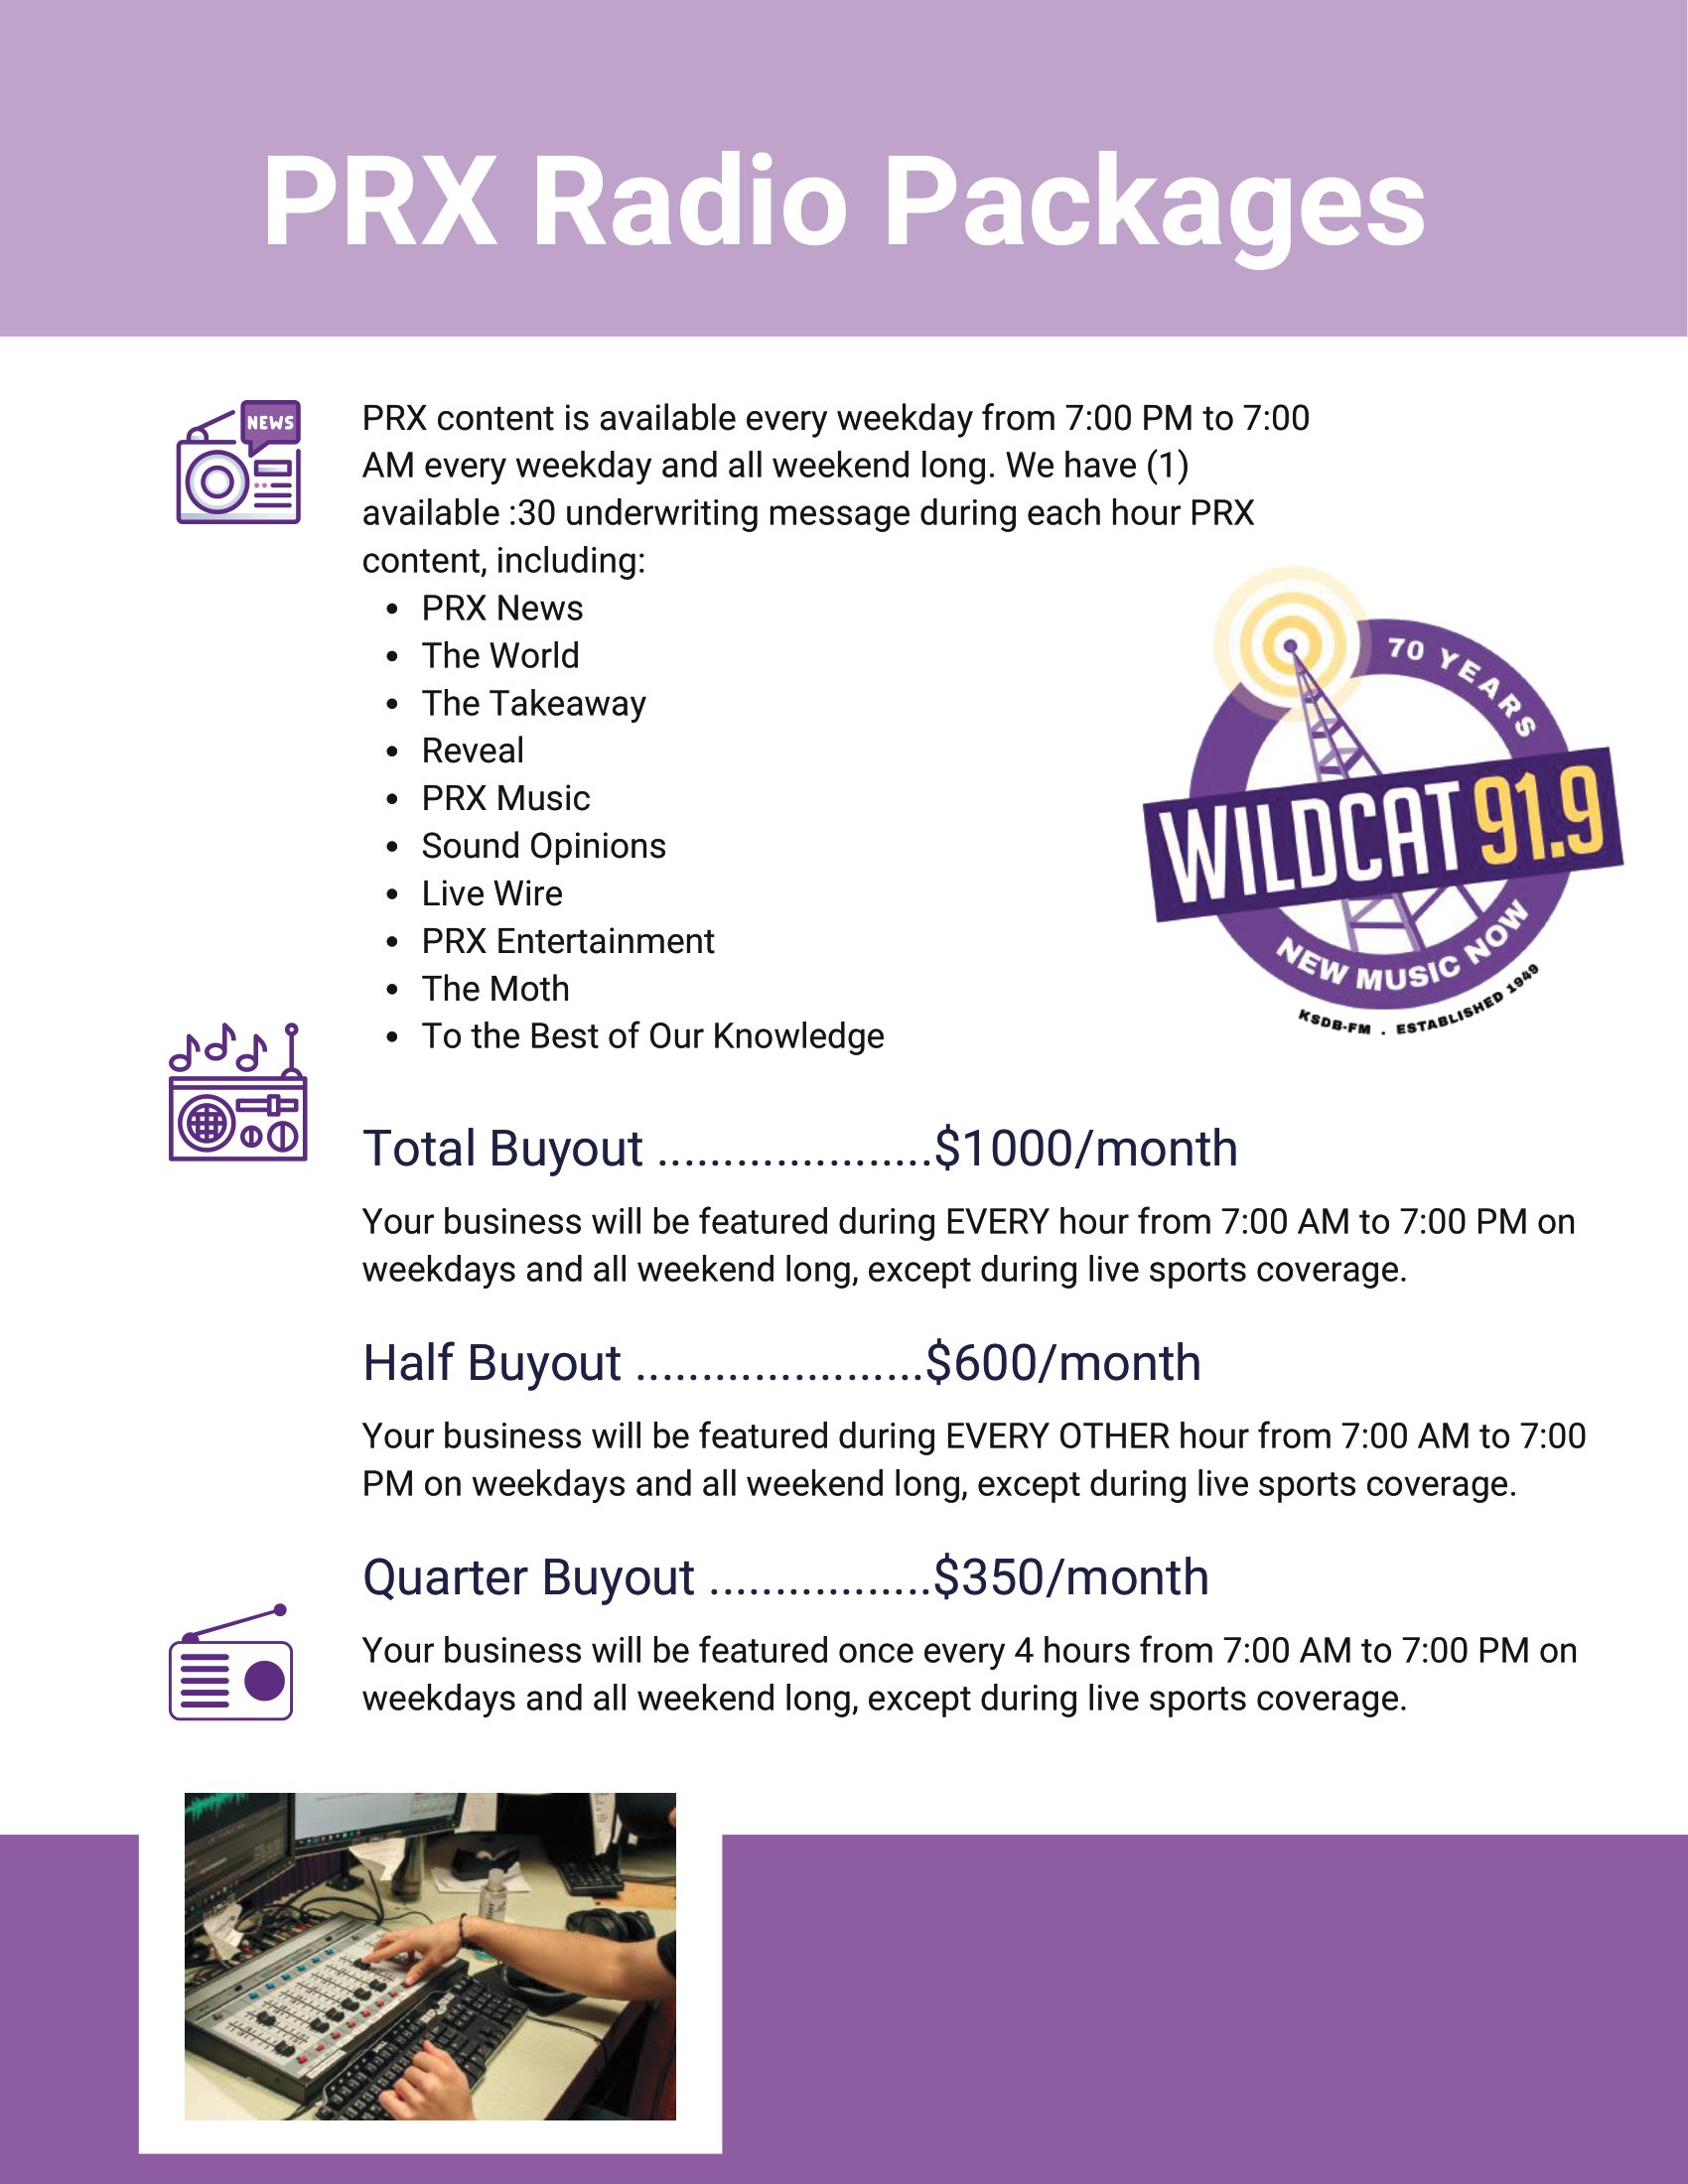 PRX Radio Packages
NEWS
PRX content is available every weekday from 7:00 PM to 7:00
AM every weekday and all weekend long. We have (1)
available :30 underwriting message during each hour PRX
content, including:
• PRX News
• The World
• The Takeaway
• Reveal
• PRX Music
• Sound Opinions
• Live Wire
• PRX Entertainment
• The Moth
• To the Best of Our Knowledge
70 YEARS
WILDCAT 91.9
NEW MUSIC NOW
KSDB-FM . ESTABLISHED 1949
Total Buyout .....................$1000/month
Your business will be featured during EVERY hour from 7:00 AM to 7:00 PM on
weekdays and all weekend long, except during live sports coverage.
Half Buyout ......................$600/month
Your business will be featured during EVERY OTHER hour from 7:00 AM to 7:00
PM on weekdays and all weekend long, except during live sports coverage.
Quarter Buyout .................$350/month
Your business will be featured once every 4 hours from 7:00 AM to 7:00 PM on
weekdays and all weekend long, except during live sports coverage.